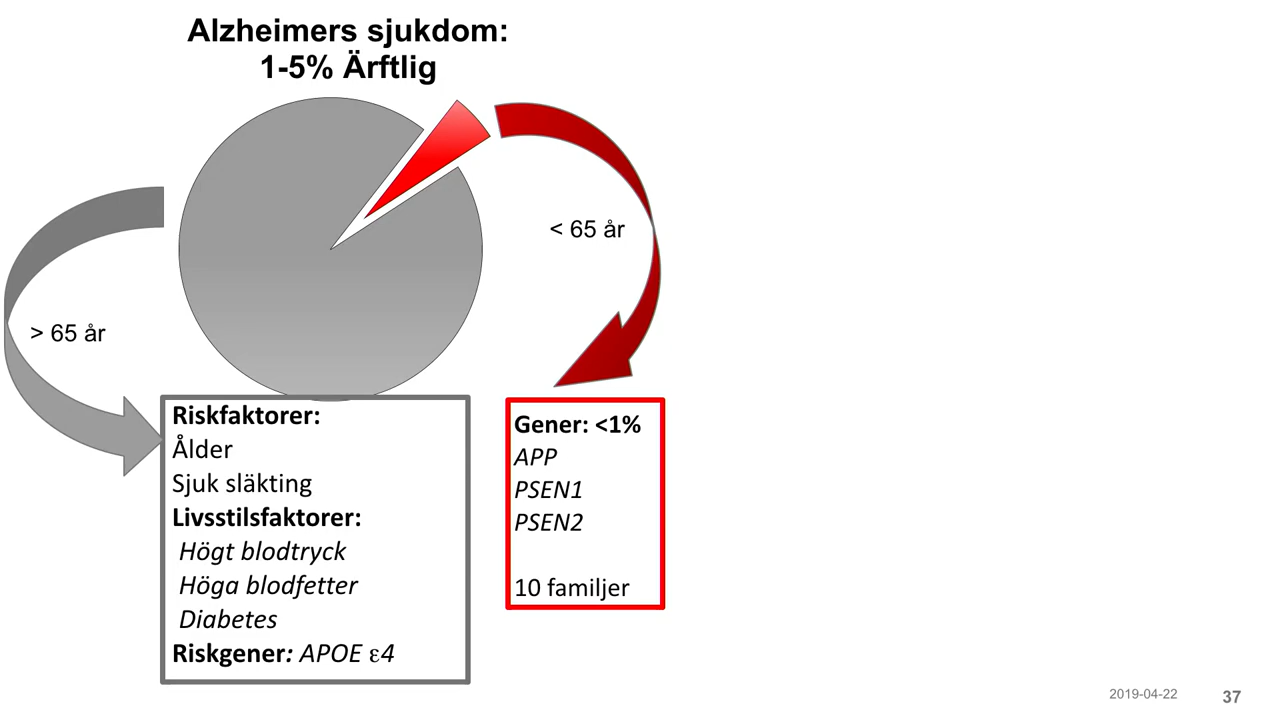 Alzheimers sjukdom:
1-5% Ärftlig
< 65 år
> 65 år
Riskfaktorer:
Ålder
Sjuk släkting
Livsstilsfaktorer:
Högt blodtryck
Höga blodfetter
Diabetes
Riskgener: APOE ε4
Gener: <1%
APP
PSEN1
PSEN2
10 familjer
2019-04-22
37